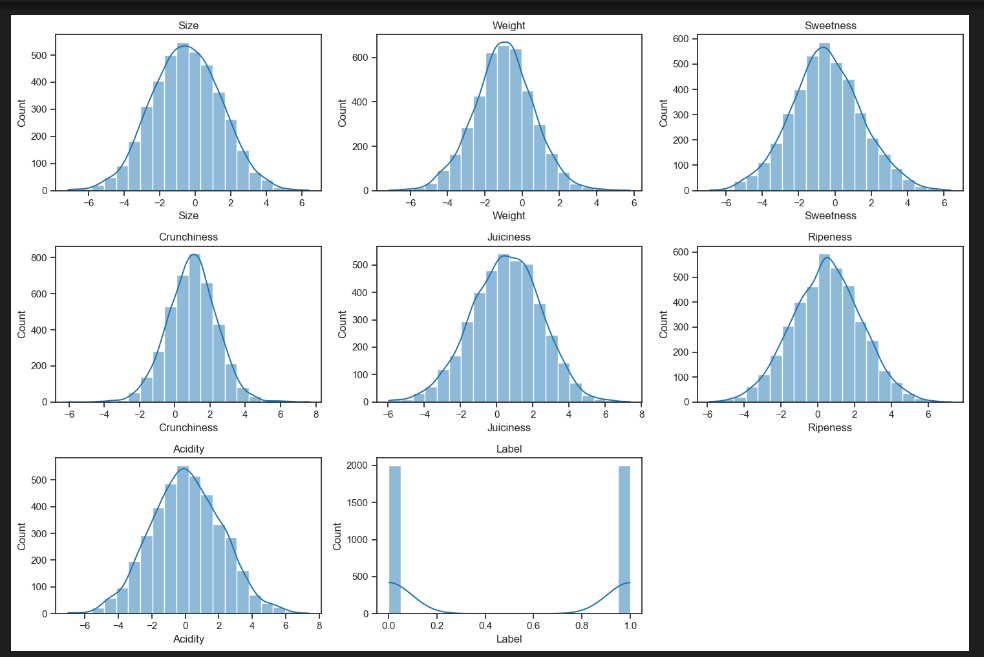 Size Weight Sweetness
Count 0 100 200 300 400 500
−6 −4 −2 0 2 4 6
Size
Count 0 200 400 600
−6 −4 −2 0 2 4 6
Weight
Count 0 100 200 300 400 500 600
−6 −4 −2 0 2 4 6
Sweetness
Crunchiness Juiciness Ripeness
Count 0 200 400 600 800
−6 −4 −2 0 2 4 6 8
Crunchiness
Count 0 100 200 300 400 500
−6 −4 −2 0 2 4 6 8
Juiciness
Count 0 100 200 300 400 500 600
−6 −4 −2 0 2 4 6
Ripeness
Acidity Label
Count 0 100 200 300 400 500
−6 −4 −2 0 2 4 6 8
Acidity
Count 0 500 1000 1500 2000
0.0 0.2 0.4 0.6 0.8 1.0
Label